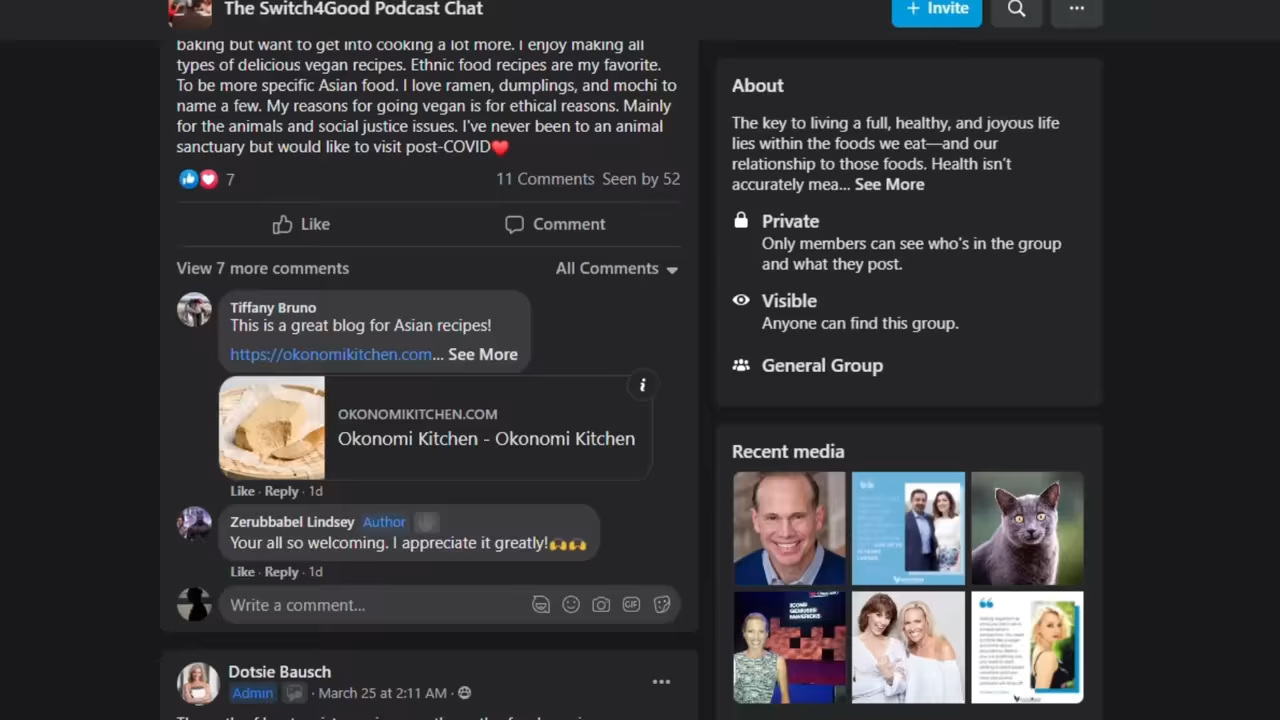 The Switch4Good Podcast Chat
+ Invite
baking but want to get into cooking a lot more. I enjoy making all
types of delicious vegan recipes. Ethnic food recipes are my favorite.
To be more specific Asian food. I love ramen, dumplings, and mochi to
name a few. My reasons for going vegan is for ethical reasons. Mainly
for the animals and social justice issues. I've never been to an animal
sanctuary but would like to visit post-COVID❤️
7
11 Comments Seen by 52
Like
Comment
View 7 more comments
All Comments
Tiffany Bruno
This is a great blog for Asian recipes!
https://okonomikitchen.com... See More
OKONOMIKITCHEN.COM
Okonomi Kitchen - Okonomi Kitchen
Like · Reply · 1d
Zerubbabel Lindsey Author
Your all so welcoming. I appreciate it greatly!🙌🙌
Like · Reply · 1d
Write a comment...
GIF
Dotsie Bausch
Admin · March 25 at 2:11 AM ·
About
The key to living a full, healthy, and joyous life
lies within the foods we eat—and our
relationship to those foods. Health isn't
accurately mea... See More
Private
Only members can see who's in the group
and what they post.
Visible
Anyone can find this group.
General Group
Recent media
ICONS
MAVERICKS